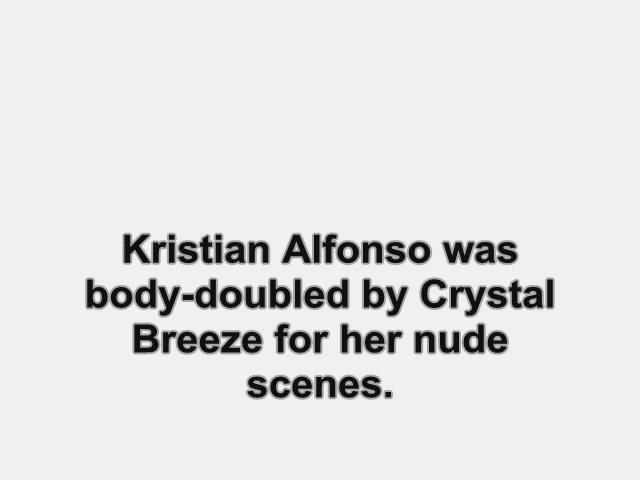 Kristian Alfonso was
body-doubled by Crystal
Breeze for her nude
scenes.